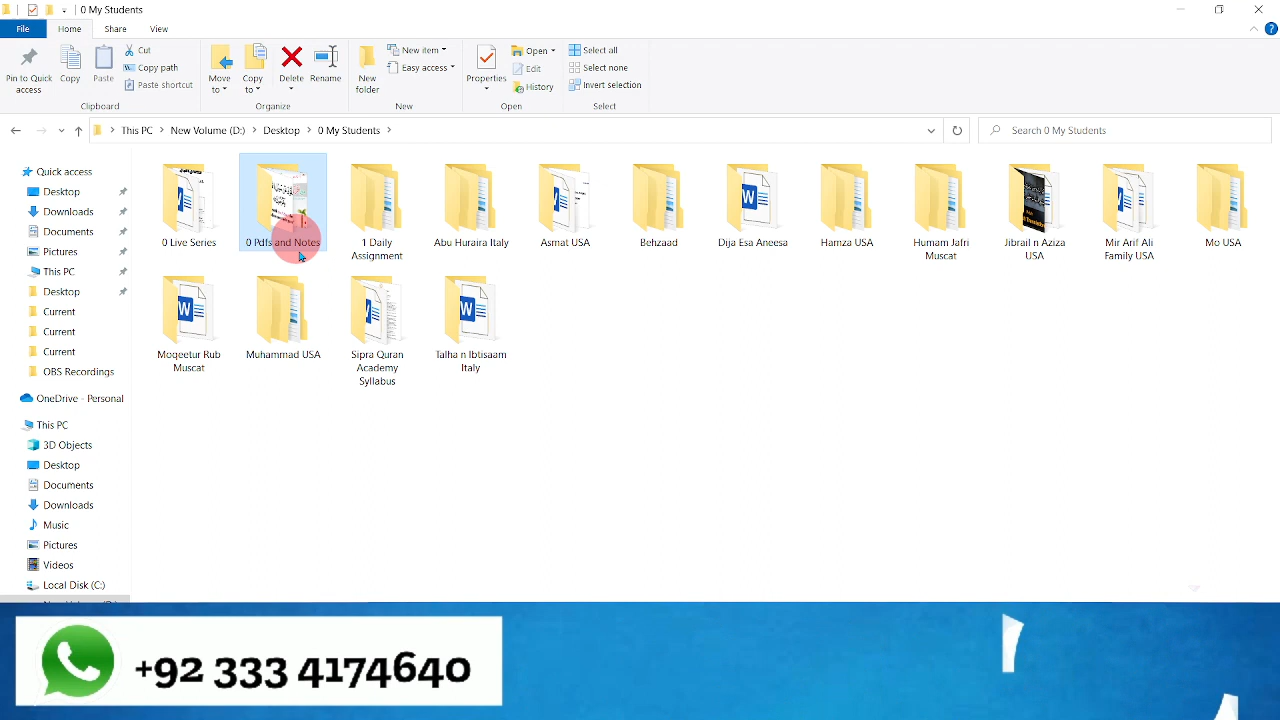 0 My Students
File Home Share View
Pin to Quick access
Copy
Paste
Cut
Copy path
Paste shortcut
Move to
Copy to
Delete
Rename
New folder
New item
Easy access
Properties
Open
Edit
History
Select all
Select none
Invert selection
Clipboard Organize New Open Select
This PC New Volume (D:) Desktop 0 My Students
Search 0 My Students
Quick access
Desktop
Downloads
Documents
Pictures
This PC
Desktop
Current
Current
Current
OBS Recordings
OneDrive - Personal
This PC
3D Objects
Desktop
Documents
Downloads
Music
Pictures
Videos
Local Disk (C:)
0 Live Series
0 Pdfs and Notes
1 Daily
Assignment
Abu Huraira Italy
Asmat USA
Behzaad
Dija Esa Aneesa
Hamza USA
Humam Jafri
Muscat
Jibrail n Aziza
USA
Mir Arif Ali
Family USA
Mo USA
Moqeetur Rub
Muscat
Muhammad USA
Sipra Quran
Academy
Syllabus
Talha n Ibtisaam
Italy
+92 333 4174640